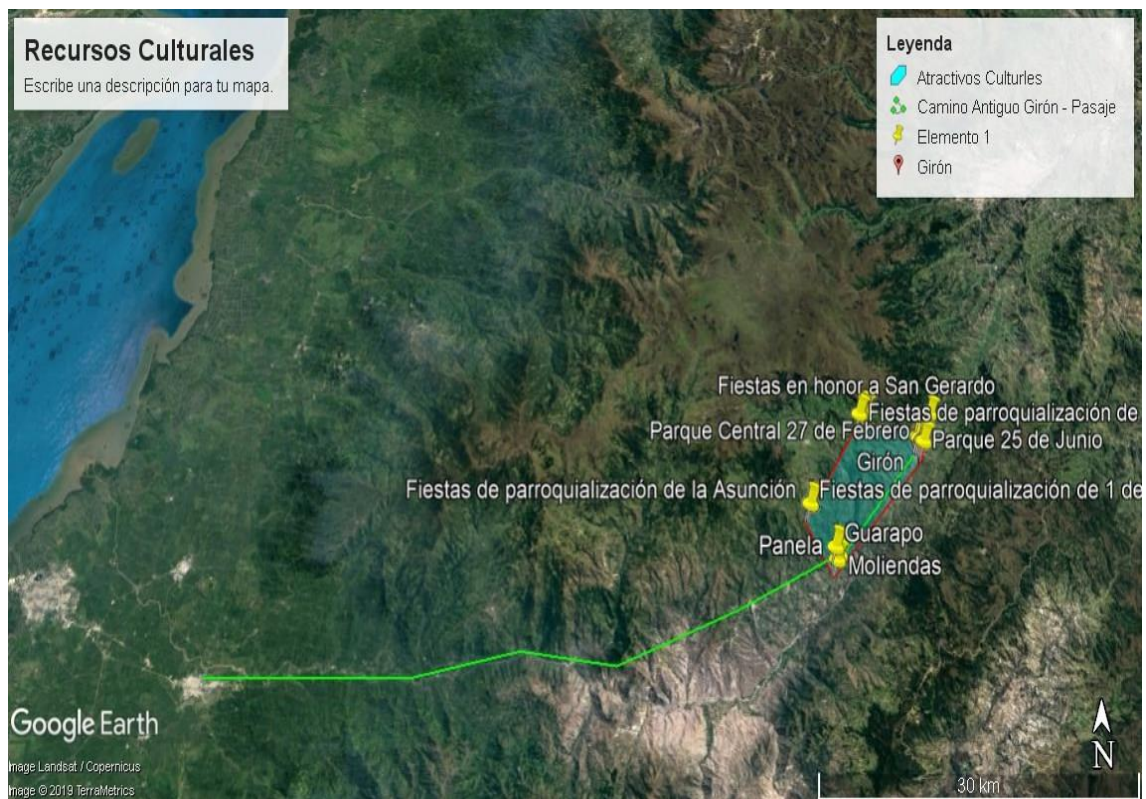 Recursos Culturales
Escribe una descripción para tu mapa.
Leyenda
Atractivos Culturles
Camino Antiguo Girón - Pasaje
Elemento 1
Girón
Fiestas en honor a San Gerardo
Fiestas de parroquialización de
Parque Central 27 de Febrero
Parque 25 de Junio
Girón
Fiestas de parroquialización de la Asunción
Fiestas de parroquialización de 1 de
Guarapo
Panela
Moliendas
Google Earth
Image Landsat / Copernicus
Image © 2019 TerraMetrics
N
30 km